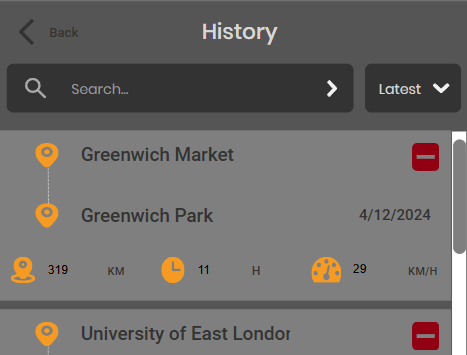 Back
History
Search...
Latest
Greenwich Market
Greenwich Park
4/12/2024
319 KM 11 H 29 KM/H
University of East London